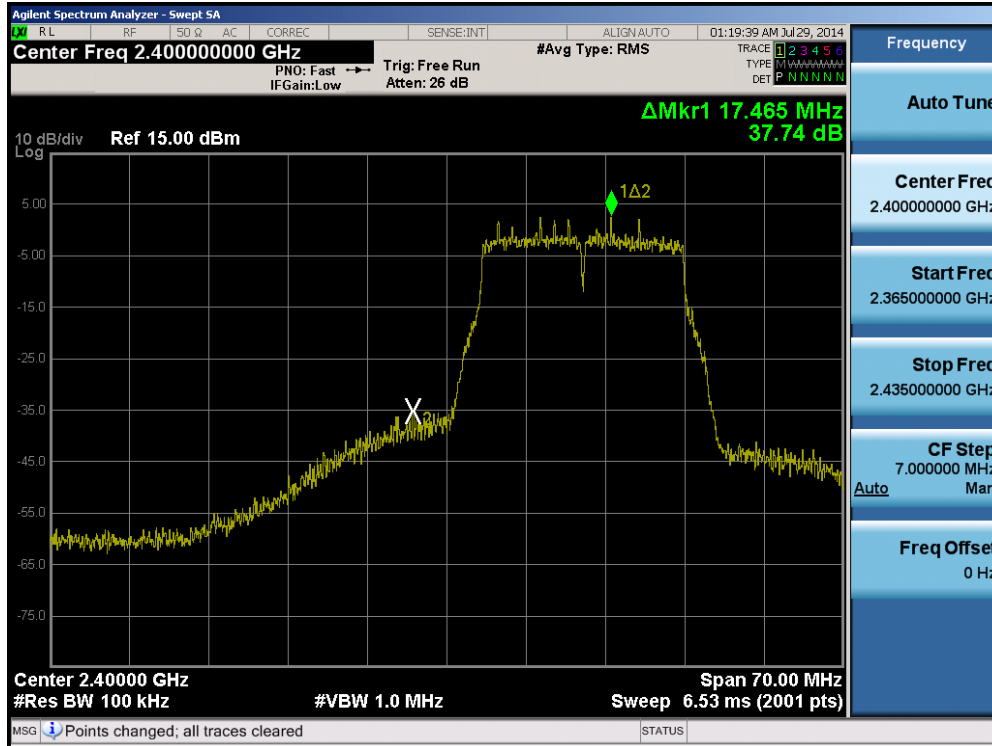 Agilent Spectrum Analyzer - Swept SA
LXI RL RF 50 Ω AC CORREC SENSE:INT ALIGN AUTO 01:19:39 AM Jul 29, 2014
Center Freq 2.400000000 GHz #Avg Type: RMS TRACE 1 2 3 4 5 6
PNO: Fast Trig: Free Run TYPE M
IFGain:Low Atten: 26 dB DET P N N N N N
Frequency
Auto Tune
ΔMkr1 17.465 MHz
37.74 dB
10 dB/div Ref 15.00 dBm
Log
1Δ2
5.00
-5.00
-15.0
-25.0
-35.0
-45.0
-55.0
-65.0
-75.0
X2
Center Freq
2.400000000 GHz
Start Freq
2.365000000 GHz
Stop Freq
2.435000000 GHz
CF Step
7.000000 MHz
Auto Man
Freq Offset
0 Hz
Center 2.40000 GHz Span 70.00 MHz
#Res BW 100 kHz #VBW 1.0 MHz Sweep 6.53 ms (2001 pts)
MSG Points changed; all traces cleared STATUS